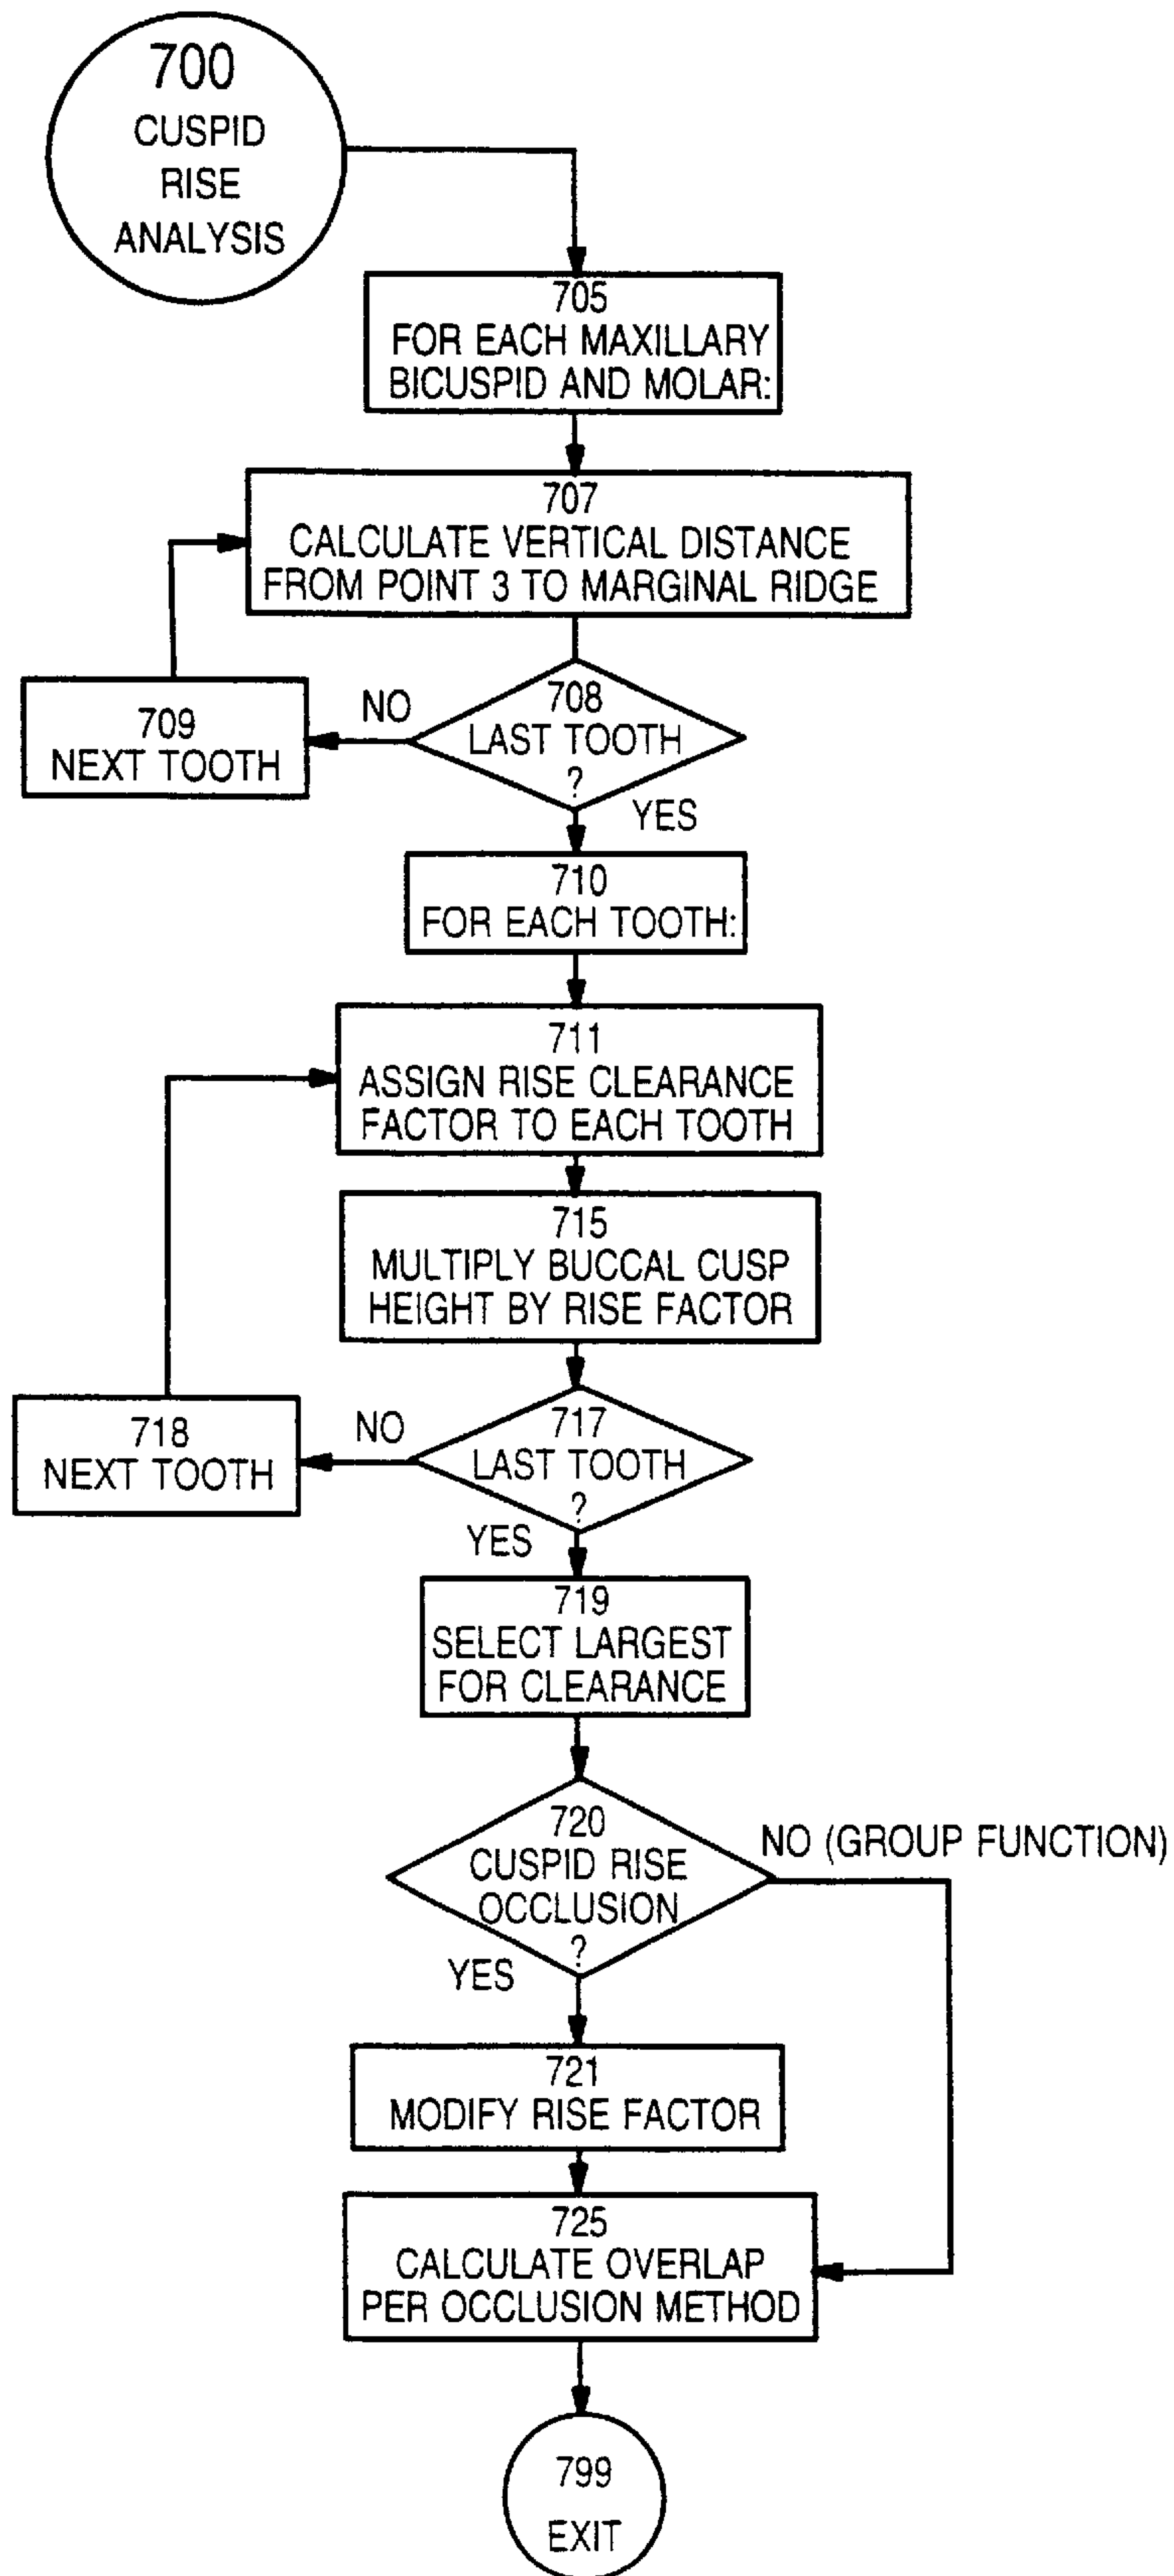 700
CUSPID
RISE
ANALYSIS
705
FOR EACH MAXILLARY
BICUSPID AND MOLAR:
707
CALCULATE VERTICAL DISTANCE
FROM POINT 3 TO MARGINAL RIDGE
708
LAST TOOTH
?
NO
709
NEXT TOOTH
YES
710
FOR EACH TOOTH:
711
ASSIGN RISE CLEARANCE
FACTOR TO EACH TOOTH
715
MULTIPLY BUCCAL CUSP
HEIGHT BY RISE FACTOR
717
LAST TOOTH
?
NO
718
NEXT TOOTH
YES
719
SELECT LARGEST
FOR CLEARANCE
720
CUSPID RISE
OCCLUSION
?
NO (GROUP FUNCTION)
YES
721
MODIFY RISE FACTOR
725
CALCULATE OVERLAP
PER OCCLUSION METHOD
799
EXIT